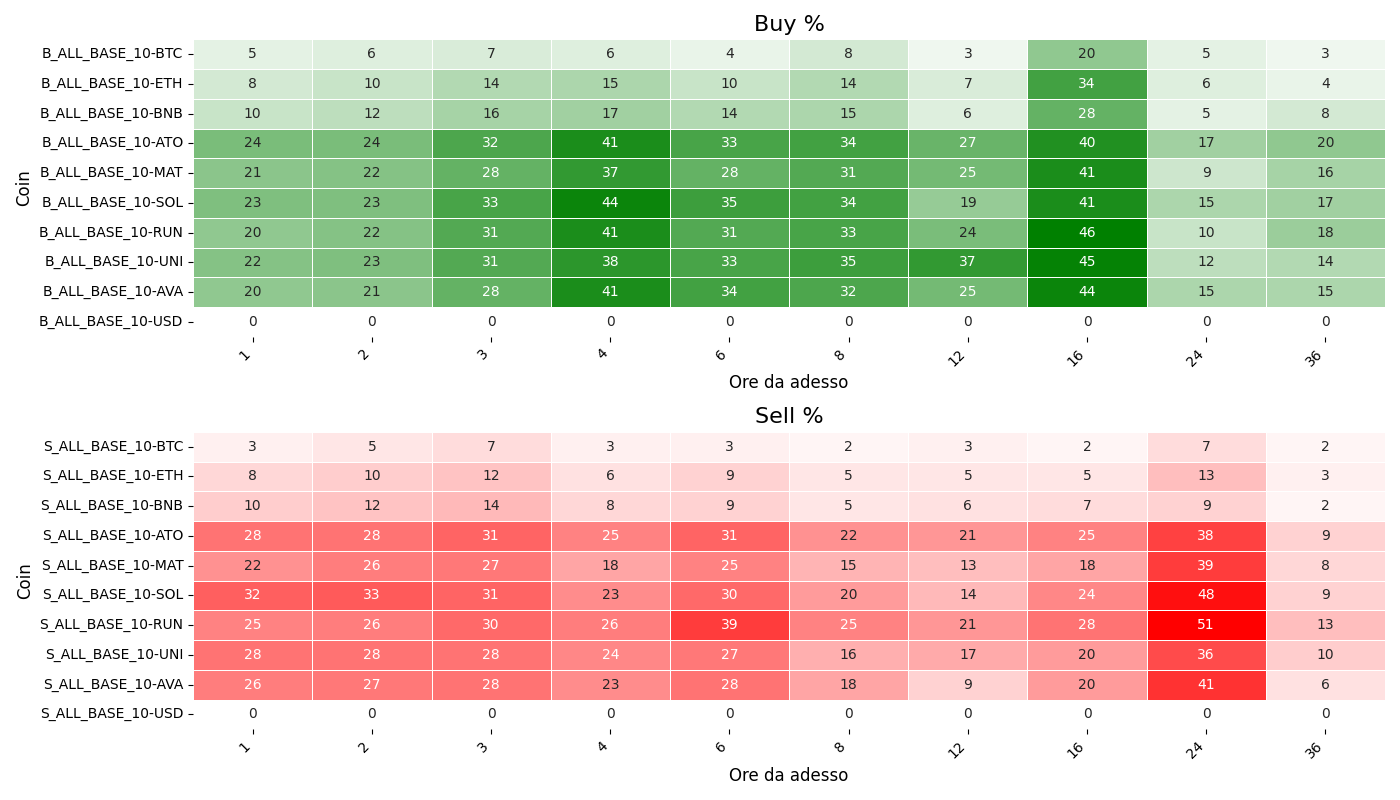 Buy %
Coin
B_ALL_BASE_10-BTC 5 6 7 6 4 8 3 20 5 3
B_ALL_BASE_10-ETH 8 10 14 15 10 14 7 34 6 4
B_ALL_BASE_10-BNB 10 12 16 17 14 15 6 28 5 8
B_ALL_BASE_10-ATO 24 24 32 41 33 34 27 40 17 20
B_ALL_BASE_10-MAT 21 22 28 37 28 31 25 41 9 16
B_ALL_BASE_10-SOL 23 23 33 44 35 34 19 41 15 17
B_ALL_BASE_10-RUN 20 22 31 41 31 33 24 46 10 18
B_ALL_BASE_10-UNI 22 23 31 38 33 35 37 45 12 14
B_ALL_BASE_10-AVA 20 21 28 41 34 32 25 44 15 15
B_ALL_BASE_10-USD 0 0 0 0 0 0 0 0 0 0
1 2 3 4 6 8 12 16 24 36
Ore da adesso
Sell %
Coin
S_ALL_BASE_10-BTC 3 5 7 3 3 2 3 2 7 2
S_ALL_BASE_10-ETH 8 10 12 6 9 5 5 5 13 3
S_ALL_BASE_10-BNB 10 12 14 8 9 5 6 7 9 2
S_ALL_BASE_10-ATO 28 28 31 25 31 22 21 25 38 9
S_ALL_BASE_10-MAT 22 26 27 18 25 15 13 18 39 8
S_ALL_BASE_10-SOL 32 33 31 23 30 20 14 24 48 9
S_ALL_BASE_10-RUN 25 26 30 26 39 25 21 28 51 13
S_ALL_BASE_10-UNI 28 28 28 24 27 16 17 20 36 10
S_ALL_BASE_10-AVA 26 27 28 23 28 18 9 20 41 6
S_ALL_BASE_10-USD 0 0 0 0 0 0 0 0 0 0
1 2 3 4 6 8 12 16 24 36
Ore da adesso